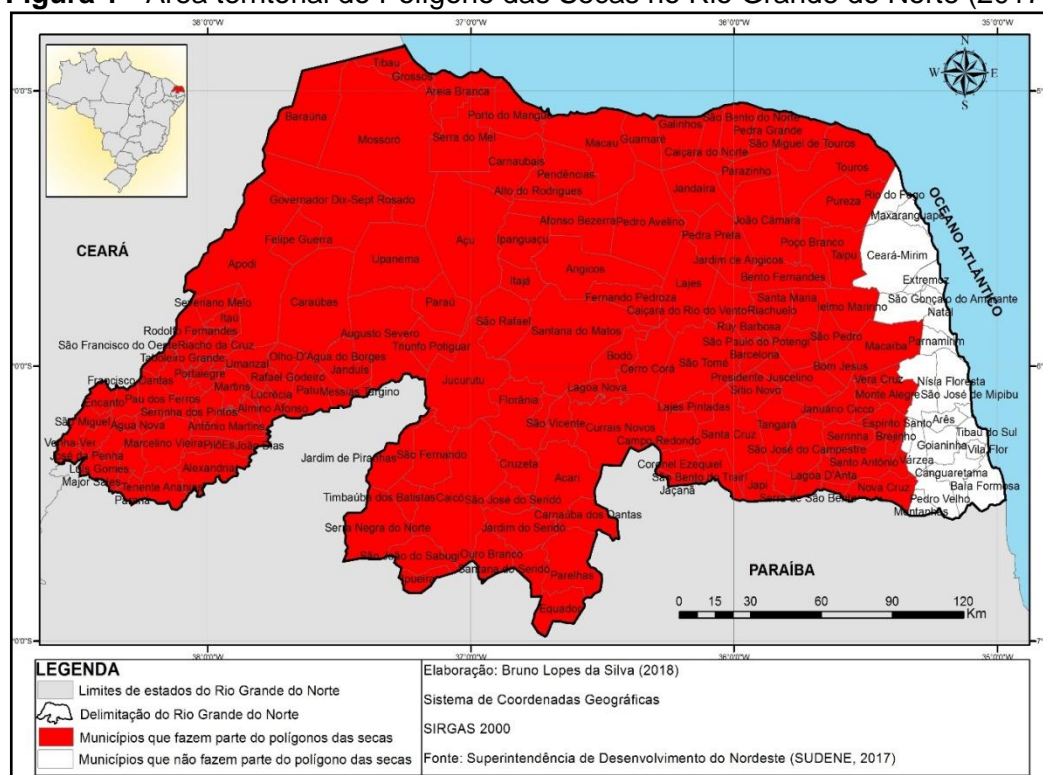 Figura 1 - Área territorial do Polígono das Secas no Rio Grande do Norte (2017
38°0'0"W 37°0'0"W 36°0'0"W 35°0'0"W
N
W E
S
Tibau
Grossos
Areia Branca
Baraúna
Porto do Mangue
Galinhos
São Bento do Norte
Pedra Grande
Mossoró
Serra do Mel
Macau
Guamaré
São Miguel de Touros
Caiçara do Norte
Carnaubais
Parazinho
Touros
Pendências
Alto do Rodrigues
Jandaíra
Rio do Fogo
Governador Dix-Sept Rosado
Pureza
Maxaranguape
Afonso Bezerra
Pedro Avelino
João Câmara
OCEANO ATLÂNTICO
CEARÁ
Felipe Guerra
Açu
Ipanguaçu
Pedra Preta
Poço Branco
Upanema
Jardim de Angicos
Taipu
Ceará-Mirim
Apodi
Itajá
Angicos
Lajes
Bento Fernandes
Extremoz
Severiano Melo
Caraúbas
Paraú
Fernando Pedroza
Santa Maria
São Gonçalo do Amarante
Itaú
Caiçara do Rio do Vento
Riachuelo
Ielmo Marinho
Natal
Rodolfo Fernandes
São Rafael
Santana do Matos
Ruy Barbosa
São Pedro
São Francisco do Oeste
Riacho da Cruz
Augusto Severo
Triunfo Potiguar
São Paulo do Potengi
Macaíba
Parnamirim
Taboleiro Grande
Umarizal
Olho-D'Água do Borges
Bodó
Barcelona
Portalegre
Janduís
Cerro Corá
São Tomé
Bom Jesus
Francisco Dantas
Martins
Rafael Godeiro
Jucurutu
Lagoa Nova
Presidente Juscelino
Vera Cruz
Nísia Floresta
Encanto
Pau dos Ferros
Lucrécia
Patu
Messias Targino
Sítio Novo
Monte Alegre
São José de Mipibu
Serrinha dos Pintos
Almino Afonso
Florânia
Lajes Pintadas
Januário Cicco
São Miguel
Água Nova
Antônio Martins
São Vicente
Currais Novos
Tangará
Espírito Santo
Arês
Venha-Ver
Marcelino Vieira
Pilões
João Dias
Campo Redondo
Santa Cruz
Serrinha
Brejinho
Tibau do Sul
José da Penha
Jardim de Piranhas
São Fernando
Cruzeta
Coronel Ezequiel
São José do Campestre
Goianinha
Vila Flor
Luís Gomes
Alexandria
Acari
São Bento do Trairí
Santo Antônio
Várzea
Canguaretama
Major Sales
Tenente Ananias
Timbaúba dos Batistas
Caicó
São José do Seridó
Jaçanã
Japi
Lagoa D'Anta
Nova Cruz
Baía Formosa
Paraná
Carnaúba dos Dantas
Serra de São Bento
Pedro Velho
Serra Negra do Norte
Jardim do Seridó
Montanhas
São João do Sabugi
Ouro Branco
Santana do Seridó
Parelhas
PARAÍBA
Equador
0 15 30 60 90 120
Km
LEGENDA
Limites de estados do Rio Grande do Norte
Delimitação do Rio Grande do Norte
Municípios que fazem parte do polígonos das secas
Municípios que não fazem parte do polígono das secas
Elaboração: Bruno Lopes da Silva (2018)
Sistema de Coordenadas Geográficas
SIRGAS 2000
Fonte: Superintendência de Desenvolvimento do Nordeste (SUDENE, 2017)